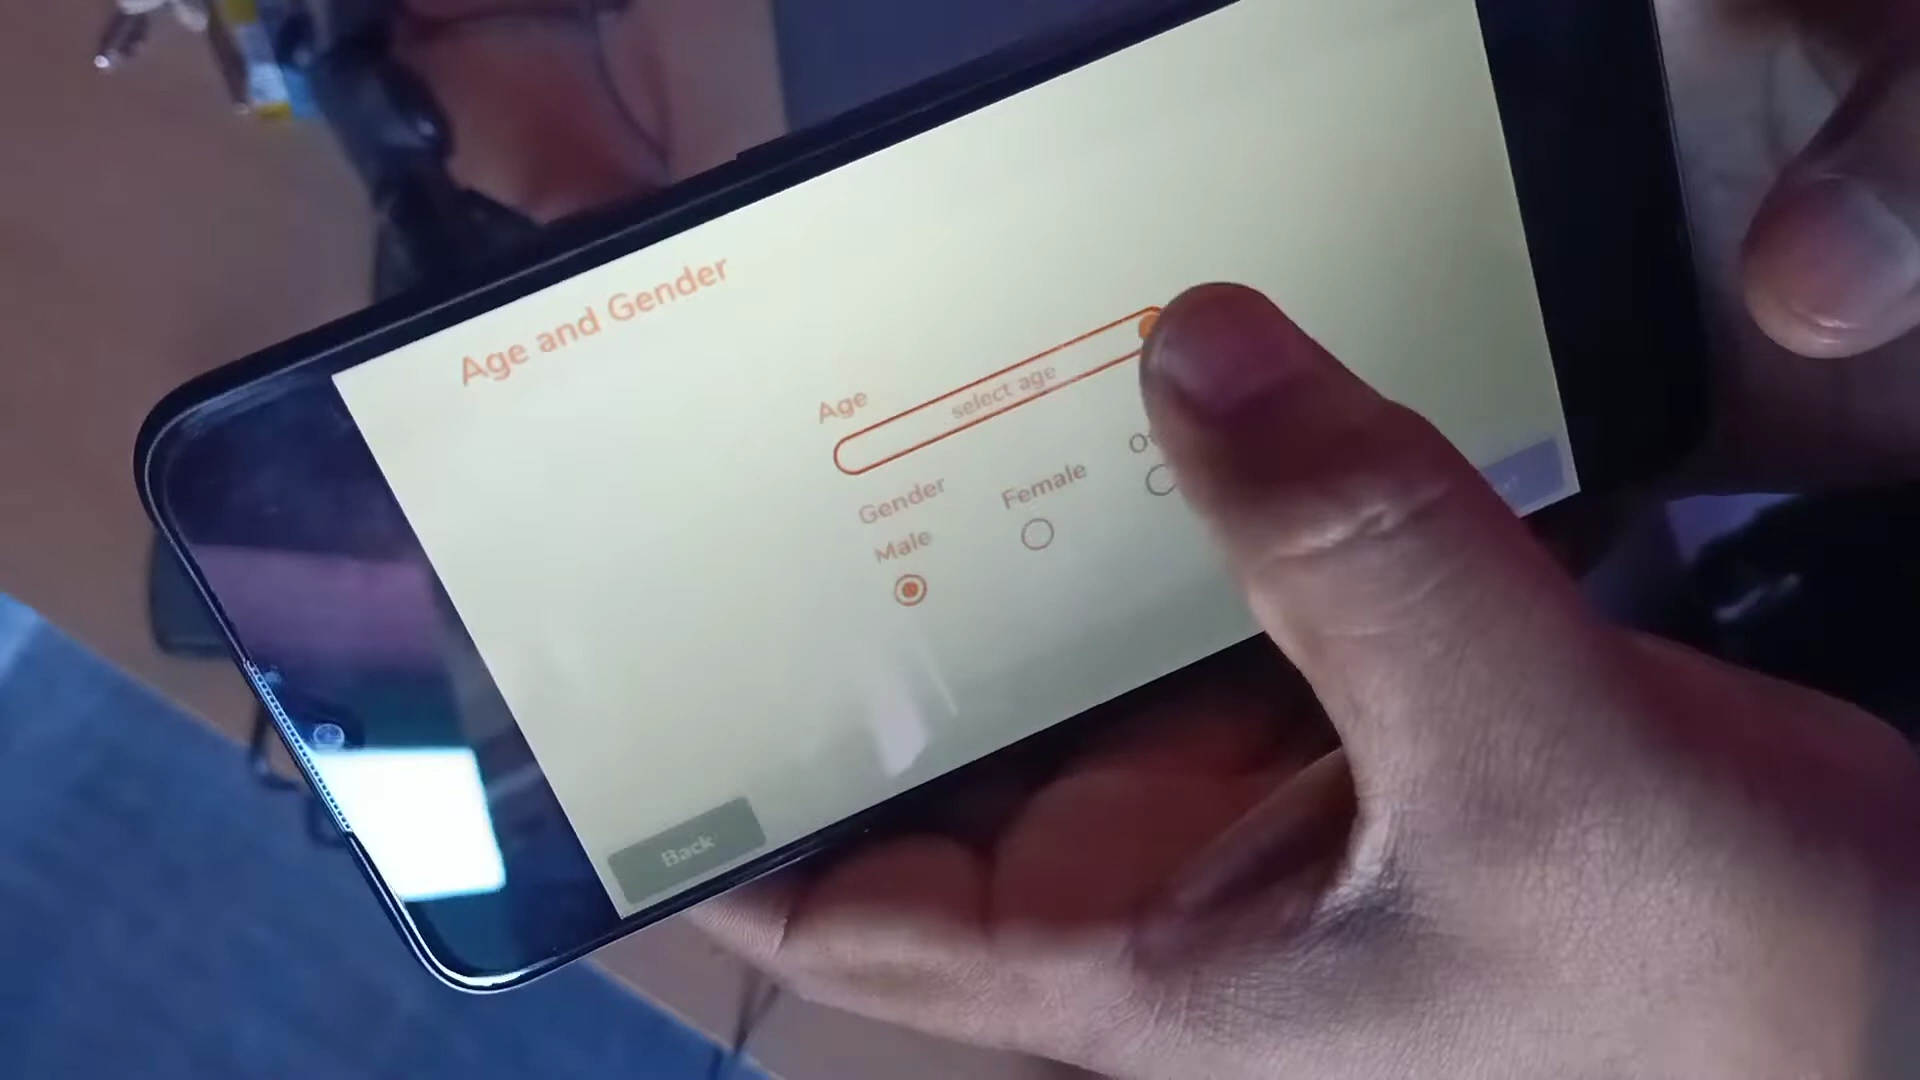 Age and Gender
Age
select age
Gender
Male
Female
Back